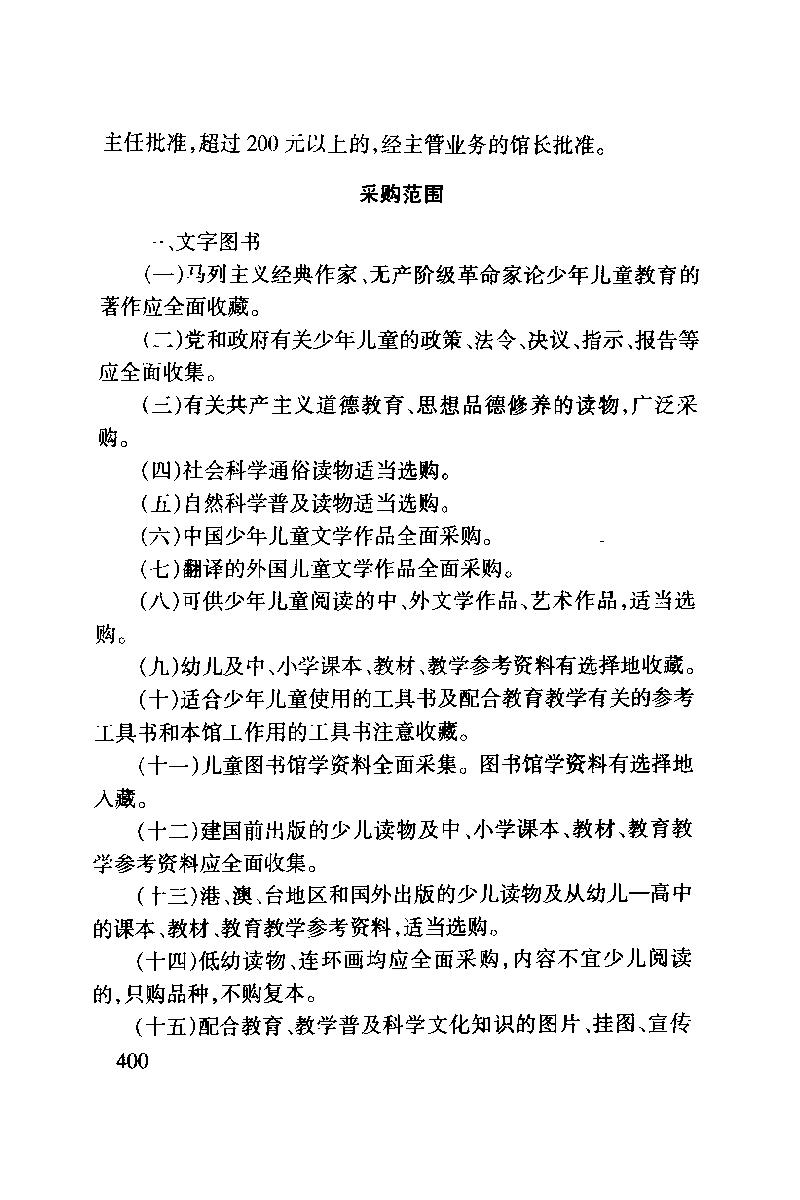 主任批准,超过200元以上的,经主管业务的馆长批准。
采购范围
一、文字图书
(一)马列主义经典作家、无产阶级革命家论少年儿童教育的
著作应全面收藏。
(二)党和政府有关少年儿童的政策、法令、决议、指示、报告等
应全面收集。
(三)有关共产主义道德教育、思想品德修养的读物,广泛采
购。
(四)社会科学通俗读物适当选购。
(五)自然科学普及读物适当选购。
(六)中国少年儿童文学作品全面采购。
(七)翻译的外国儿童文学作品全面采购。
(八)可供少年儿童阅读的中、外文学作品、艺术作品,适当选
购。
(九)幼儿及中、小学课本、教材、教学参考资料有选择地收藏。
(十)适合少年儿童使用的工具书及配合教育教学有关的参考
工具书和本馆工作用的工具书注意收藏。
(十一)儿童图书馆学资料全面采集。图书馆学资料有选择地
入藏。
(十二)建国前出版的少儿读物及中、小学课本、教材、教育教
学参考资料应全面收集。
(十三)港、澳、台地区和国外出版的少儿读物及从幼儿—高中
的课本、教材、教育教学参考资料,适当选购。
(十四)低幼读物、连环画均应全面采购,内容不宜少儿阅读
的,只购品种,不购复本。
(十五)配合教育、教学普及科学文化知识的图片、挂图、宣传
400